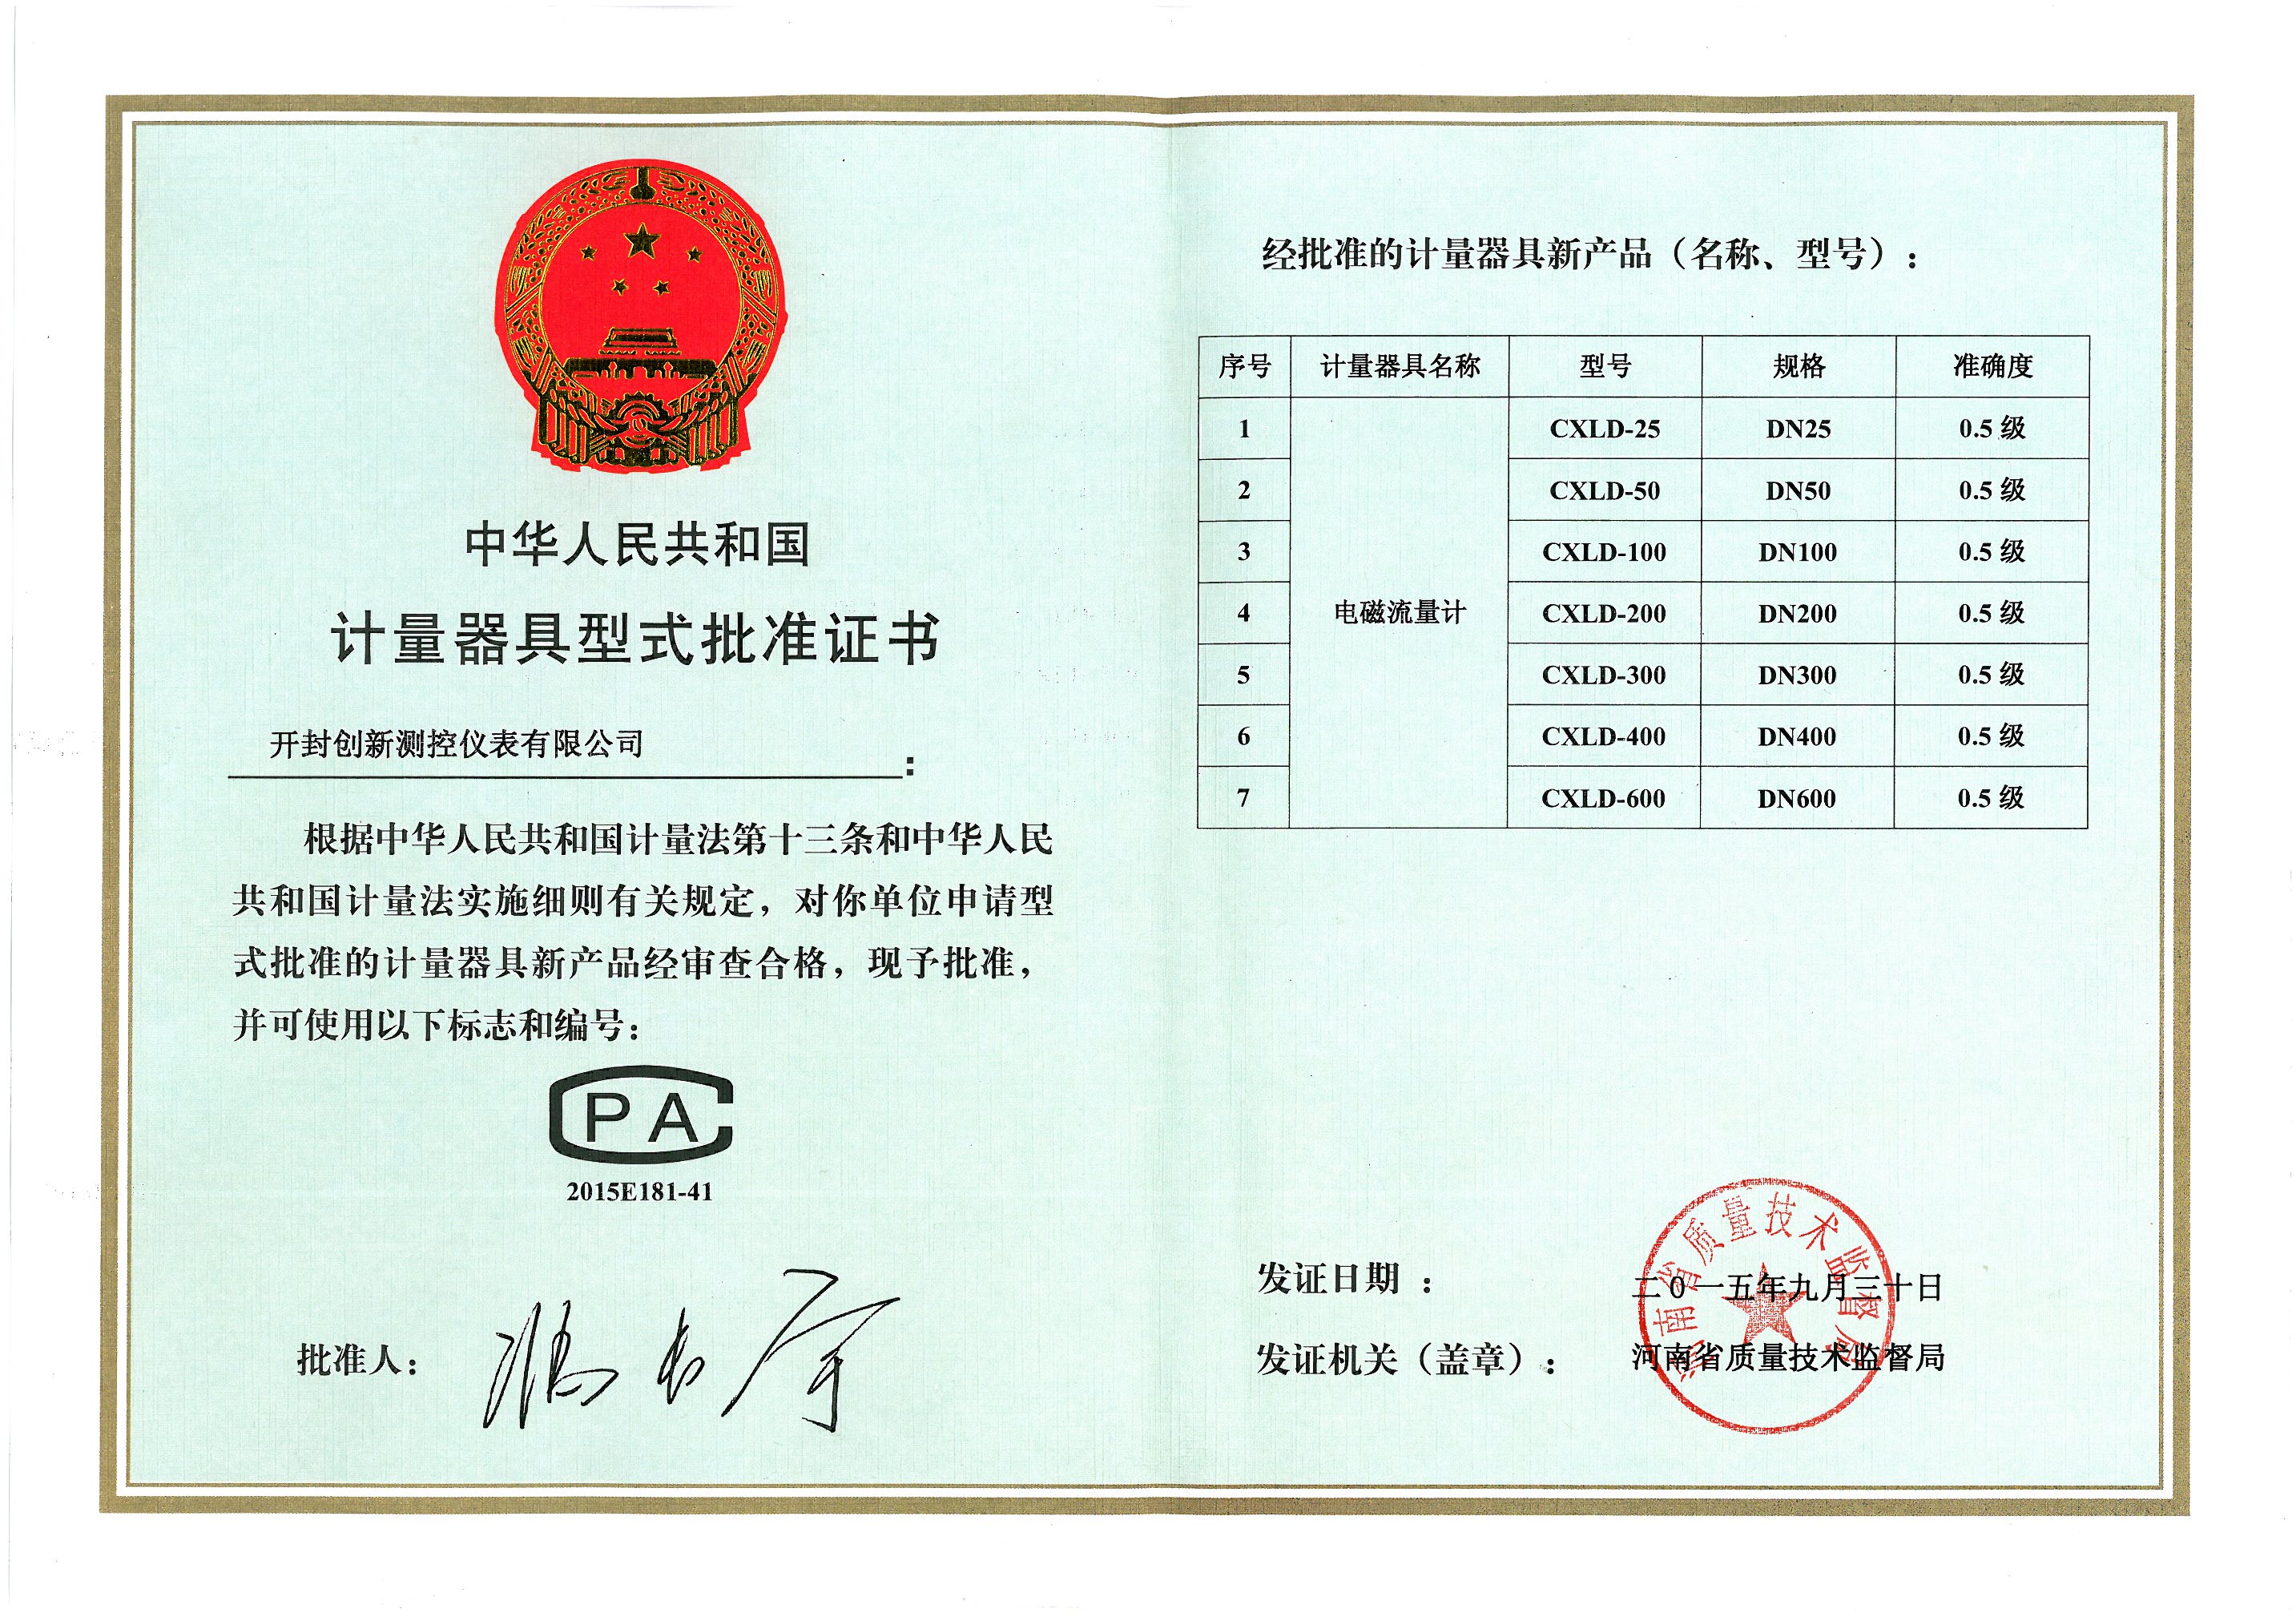 中华人民共和国
计量器具型式批准证书
开封创新测控仪表有限公司 :
根据中华人民共和国计量法第十三条和中华人民
共和国计量法实施细则有关规定，对你单位申请型
式批准的计量器具新产品经审查合格，现予批准，
并可使用以下标志和编号：
CPA
2015E181-41
批准人：
经批准的计量器具新产品（名称、型号）：
序号 计量器具名称 型号 规格 准确度
1 CXLD-25 DN25 0.5 级
2 CXLD-50 DN50 0.5 级
3 CXLD-100 DN100 0.5 级
4 电磁流量计 CXLD-200 DN200 0.5 级
5 CXLD-300 DN300 0.5 级
6 CXLD-400 DN400 0.5 级
7 CXLD-600 DN600 0.5 级
发证日期 ： 二0一五年九月三十日
发证机关（盖章）： 河南省质量技术监督局
河南省质量技术监督局